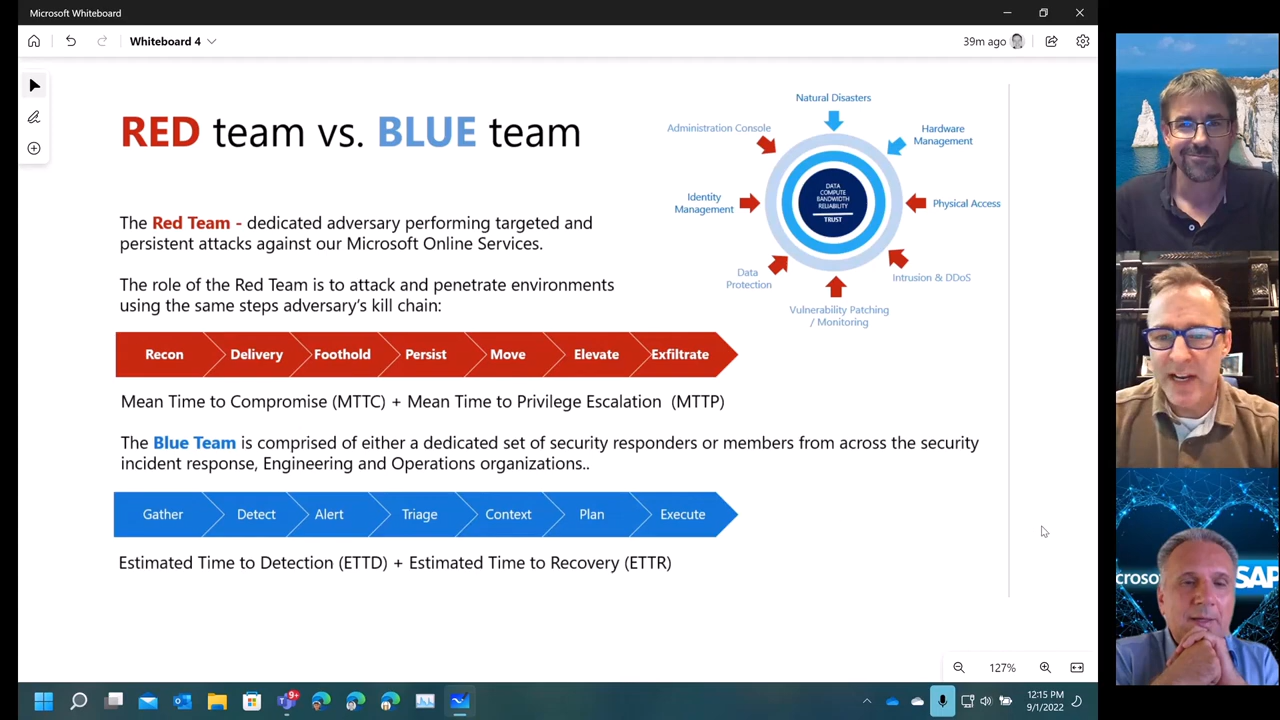 Microsoft Whiteboard
Whiteboard 4
39m ago
RED team vs. BLUE team
The Red Team - dedicated adversary performing targeted and
persistent attacks against our Microsoft Online Services.
The role of the Red Team is to attack and penetrate environments
using the same steps adversary's kill chain:
Recon Delivery Foothold Persist Move Elevate Exfiltrate
Mean Time to Compromise (MTTC) + Mean Time to Privilege Escalation (MTTP)
The Blue Team is comprised of either a dedicated set of security responders or members from across the security
incident response, Engineering and Operations organizations..
Gather Detect Alert Triage Context Plan Execute
Estimated Time to Detection (ETTD) + Estimated Time to Recovery (ETTR)
Natural Disasters
Administration Console
Hardware
Management
Identity
Management
DATA
COMPUTE
BANDWIDTH
RELIABILITY
TRUST
Physical Access
Data
Protection
Intrusion & DDoS
Vulnerability Patching
/ Monitoring
127%
9+
12:15 PM
9/1/2022
crosof
SAP